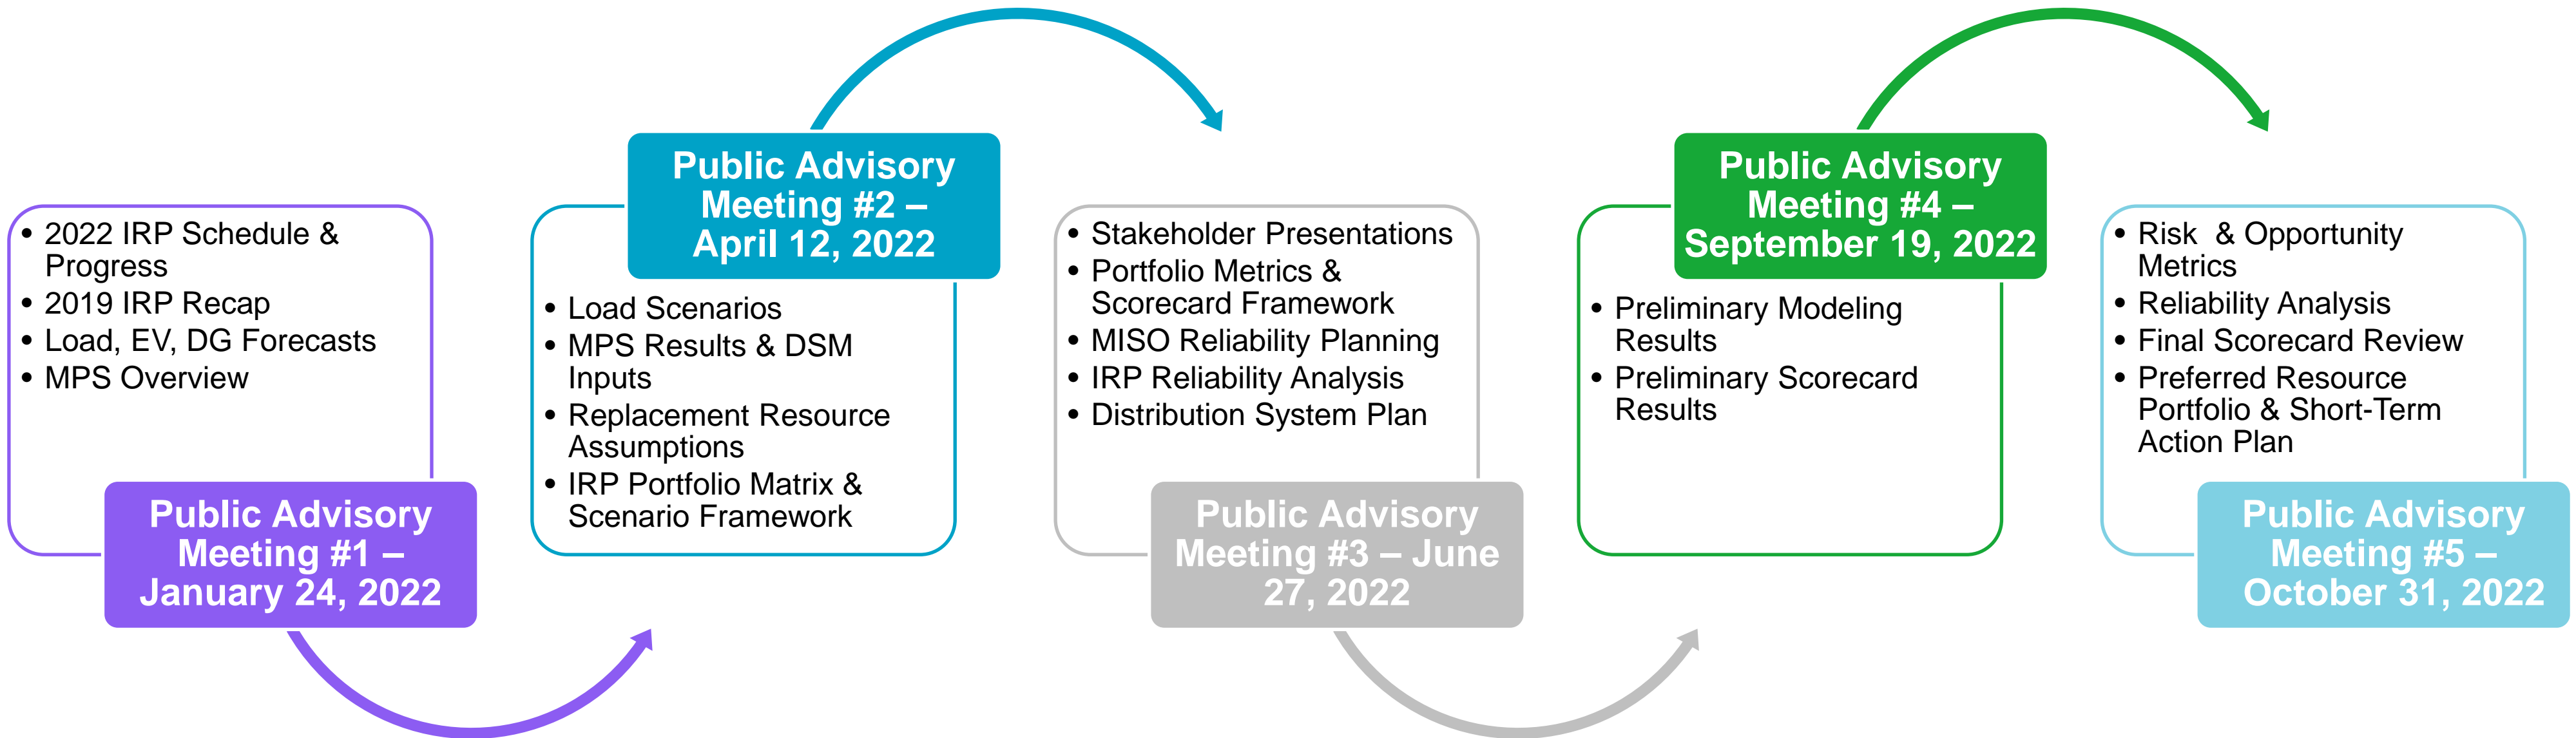 • 2022 IRP Schedule &
Progress
• 2019 IRP Recap
• Load, EV, DG Forecasts
• MPS Overview
Public Advisory
Meeting #1 –
January 24, 2022
Public Advisory
Meeting #2 –
April 12, 2022
• Load Scenarios
• MPS Results & DSM
Inputs
• Replacement Resource
Assumptions
• IRP Portfolio Matrix &
Scenario Framework
• Stakeholder Presentations
• Portfolio Metrics &
Scorecard Framework
• MISO Reliability Planning
• IRP Reliability Analysis
• Distribution System Plan
Public Advisory
Meeting #3 – June
27, 2022
Public Advisory
Meeting #4 –
September 19, 2022
• Preliminary Modeling
Results
• Preliminary Scorecard
Results
• Risk & Opportunity
Metrics
• Reliability Analysis
• Final Scorecard Review
• Preferred Resource
Portfolio & Short-Term
Action Plan
Public Advisory
Meeting #5 –
October 31, 2022